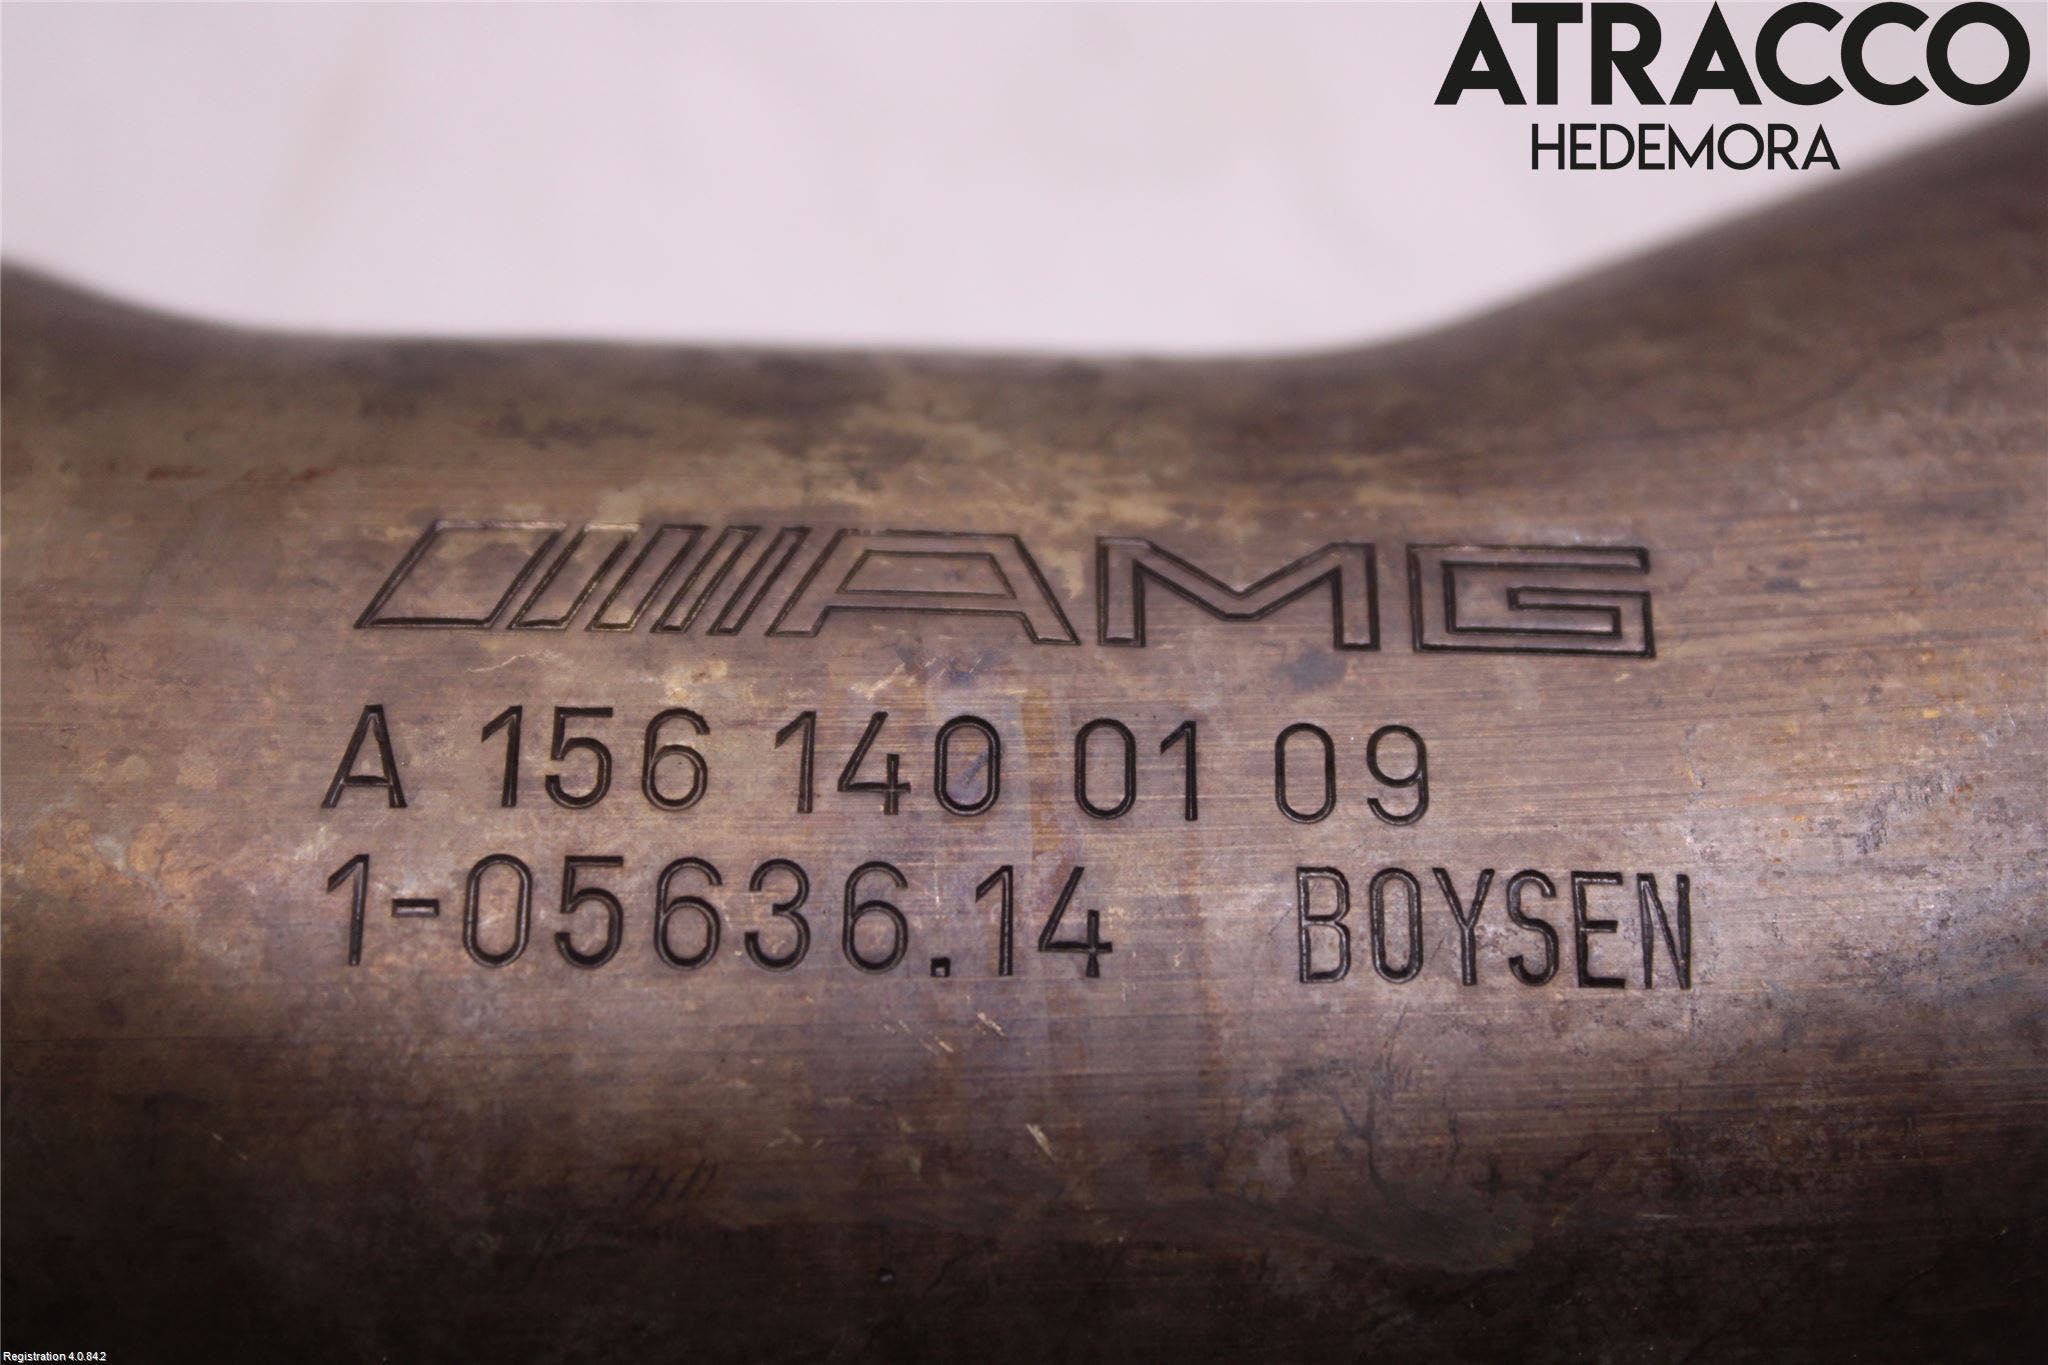 ATRACCO
HEDEMORA
AMG
A 156 140 01 09
1-05636.14 BOYSEN
Registration 4.0.84.2